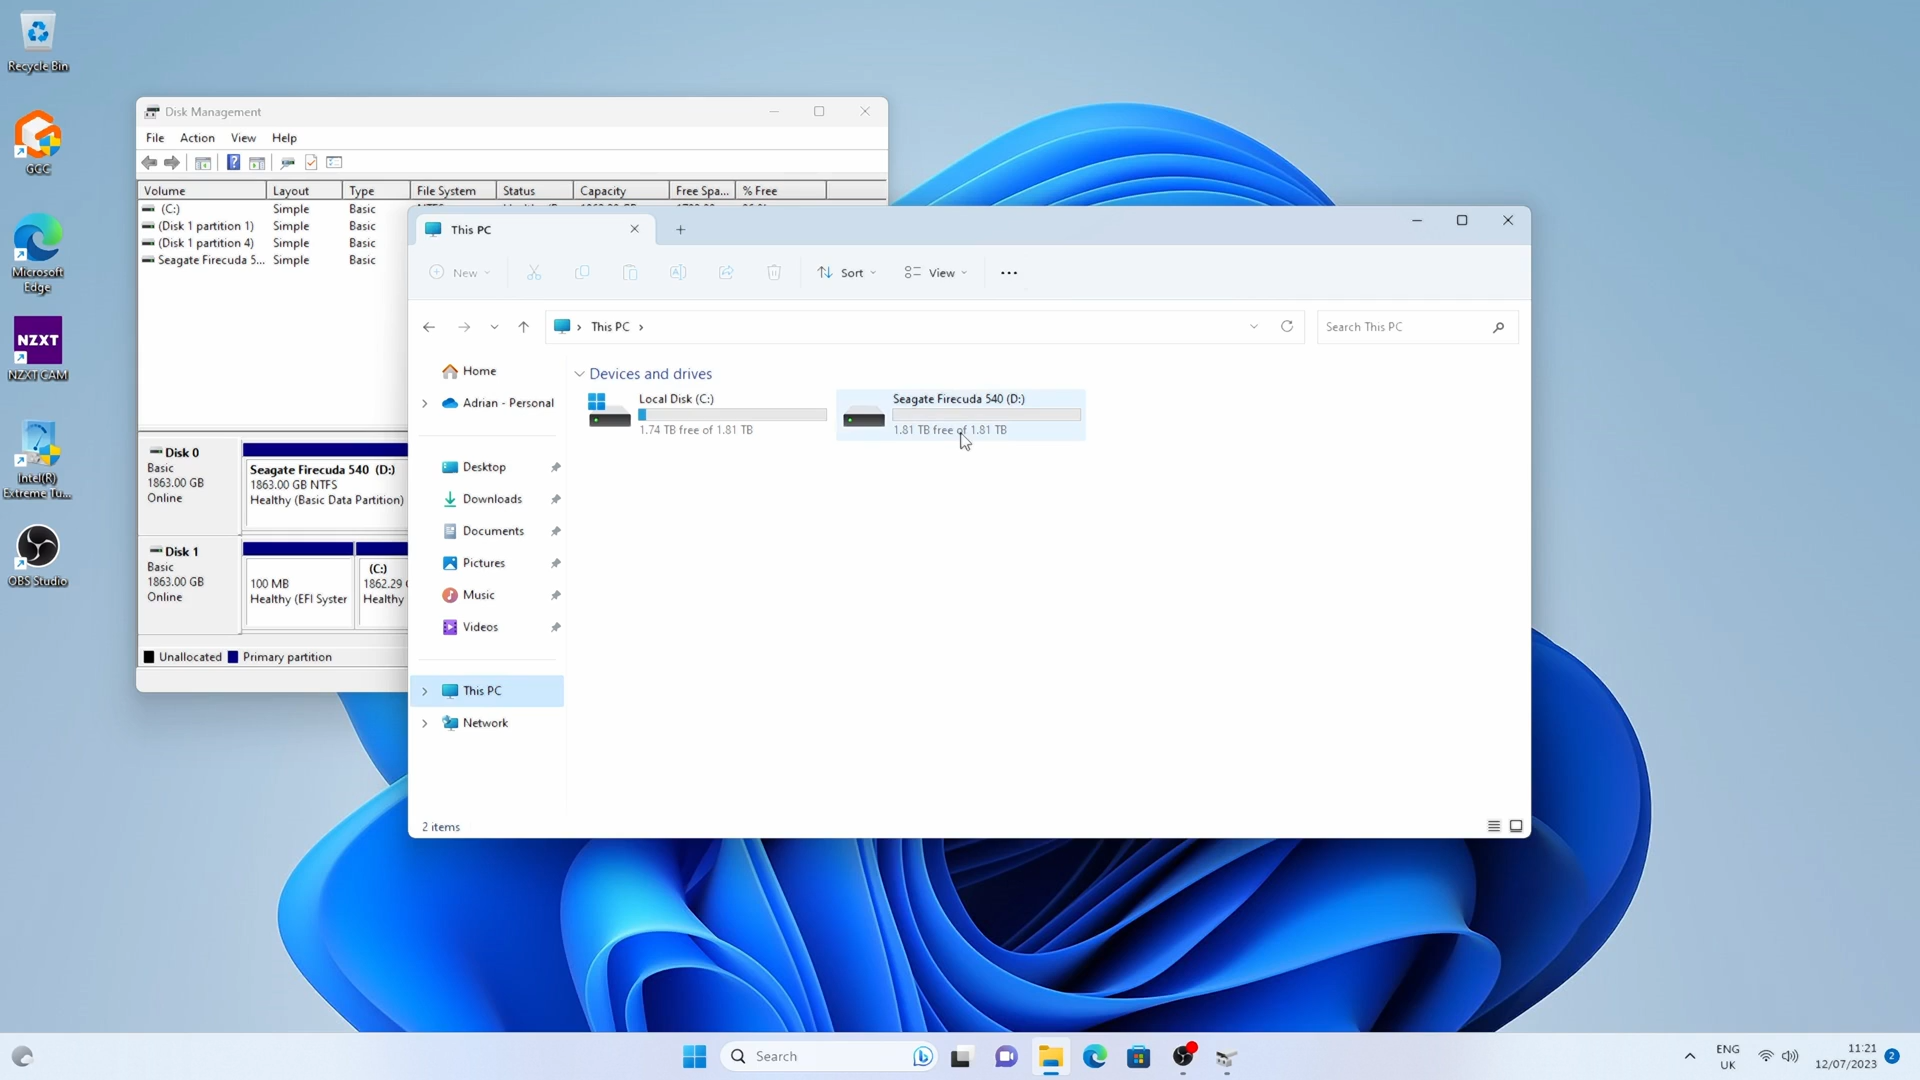 Recycle Bin
GCC
Microsoft
Edge
NZXT
NZXT CAM
Intel(R)
Extreme Tu...
OBS Studio
Disk Management
File Action View Help
Volume Layout Type File System Status Capacity Free Spa... % Free
(C:) Simple Basic
(Disk 1 partition 1) Simple Basic
(Disk 1 partition 4) Simple Basic
Seagate Firecuda 5... Simple Basic
Disk 0
Basic
1863.00 GB
Online
Seagate Firecuda 540 (D:)
1863.00 GB NTFS
Healthy (Basic Data Partition)
Disk 1
Basic
1863.00 GB
Online
100 MB
Healthy (EFI Syster
(C:)
1862.29
Healthy
Unallocated Primary partition
This PC
New Sort View
This PC
Search This PC
Home
Adrian - Personal
Desktop
Downloads
Documents
Pictures
Music
Videos
This PC
Network
Devices and drives
Local Disk (C:)
1.74 TB free of 1.81 TB
Seagate Firecuda 540 (D:)
1.81 TB free of 1.81 TB
2 items
Search
ENG
UK
11:21
12/07/2023
2